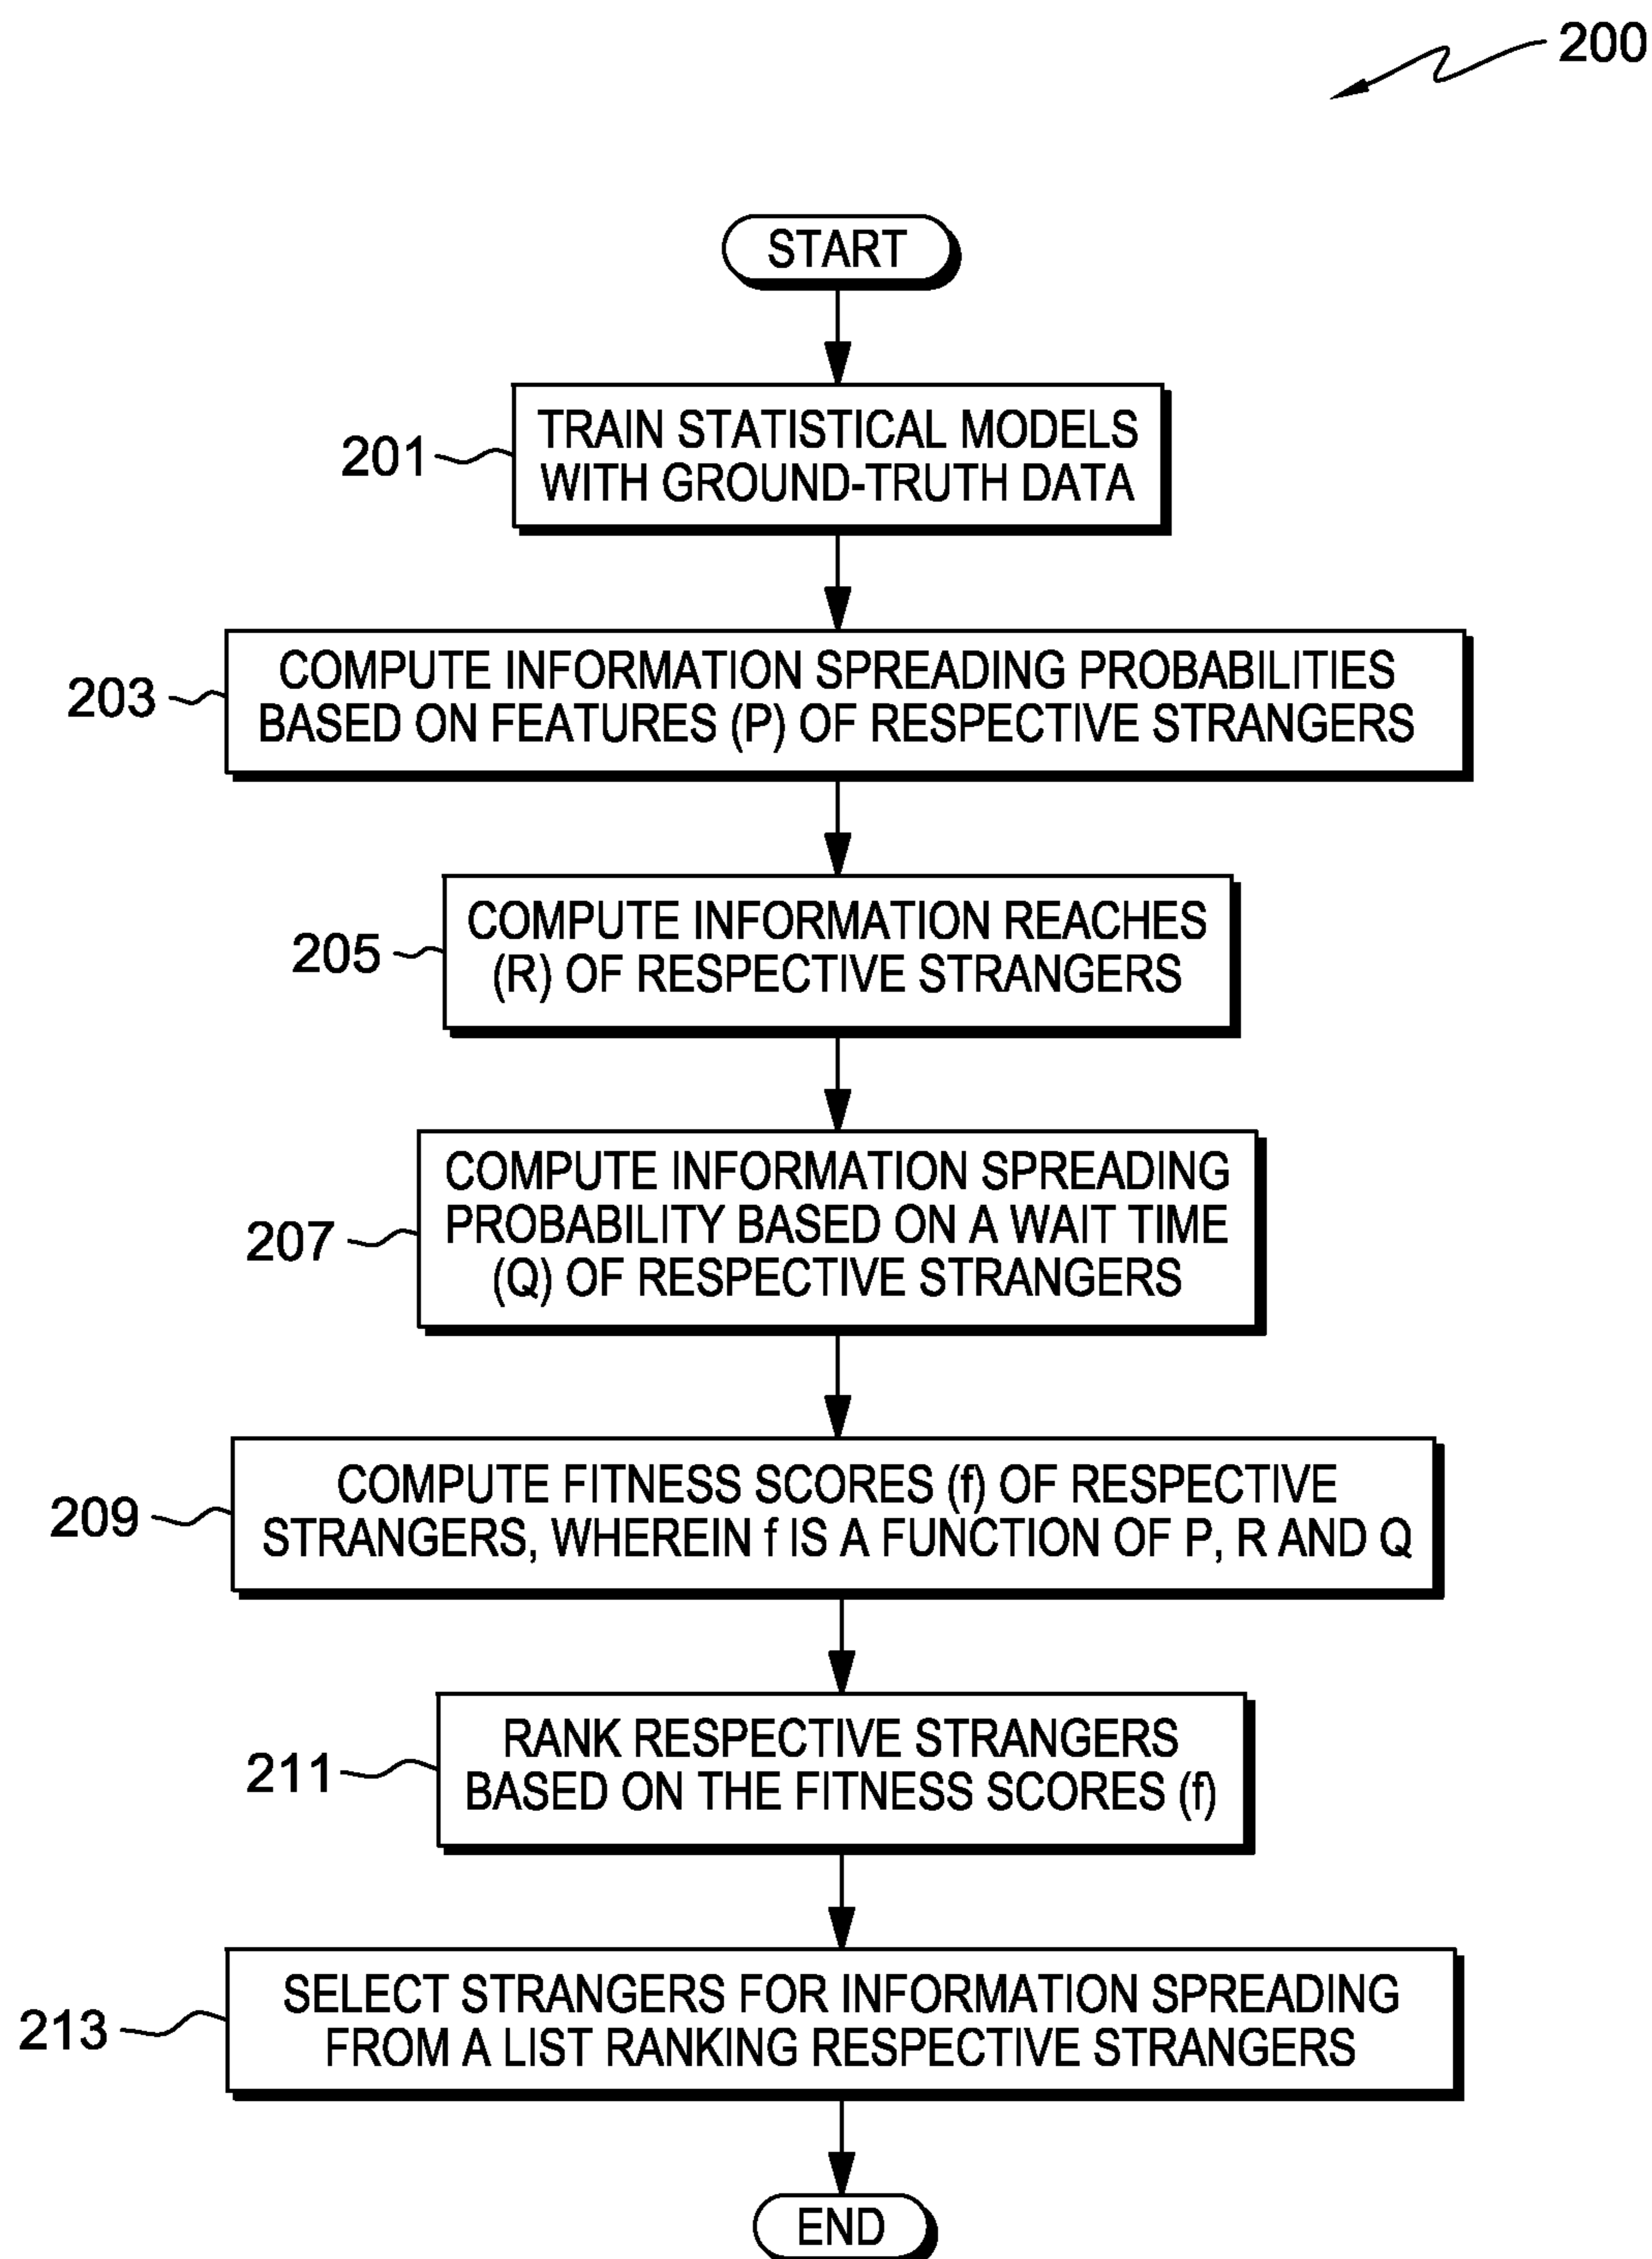 200
START
201
TRAIN STATISTICAL MODELS
WITH GROUND-TRUTH DATA
203
COMPUTE INFORMATION SPREADING PROBABILITIES
BASED ON FEATURES (P) OF RESPECTIVE STRANGERS
205
COMPUTE INFORMATION REACHES
(R) OF RESPECTIVE STRANGERS
207
COMPUTE INFORMATION SPREADING
PROBABILITY BASED ON A WAIT TIME
(Q) OF RESPECTIVE STRANGERS
209
COMPUTE FITNESS SCORES (f) OF RESPECTIVE
STRANGERS, WHEREIN f IS A FUNCTION OF P, R AND Q
211
RANK RESPECTIVE STRANGERS
BASED ON THE FITNESS SCORES (f)
213
SELECT STRANGERS FOR INFORMATION SPREADING
FROM A LIST RANKING RESPECTIVE STRANGERS
END